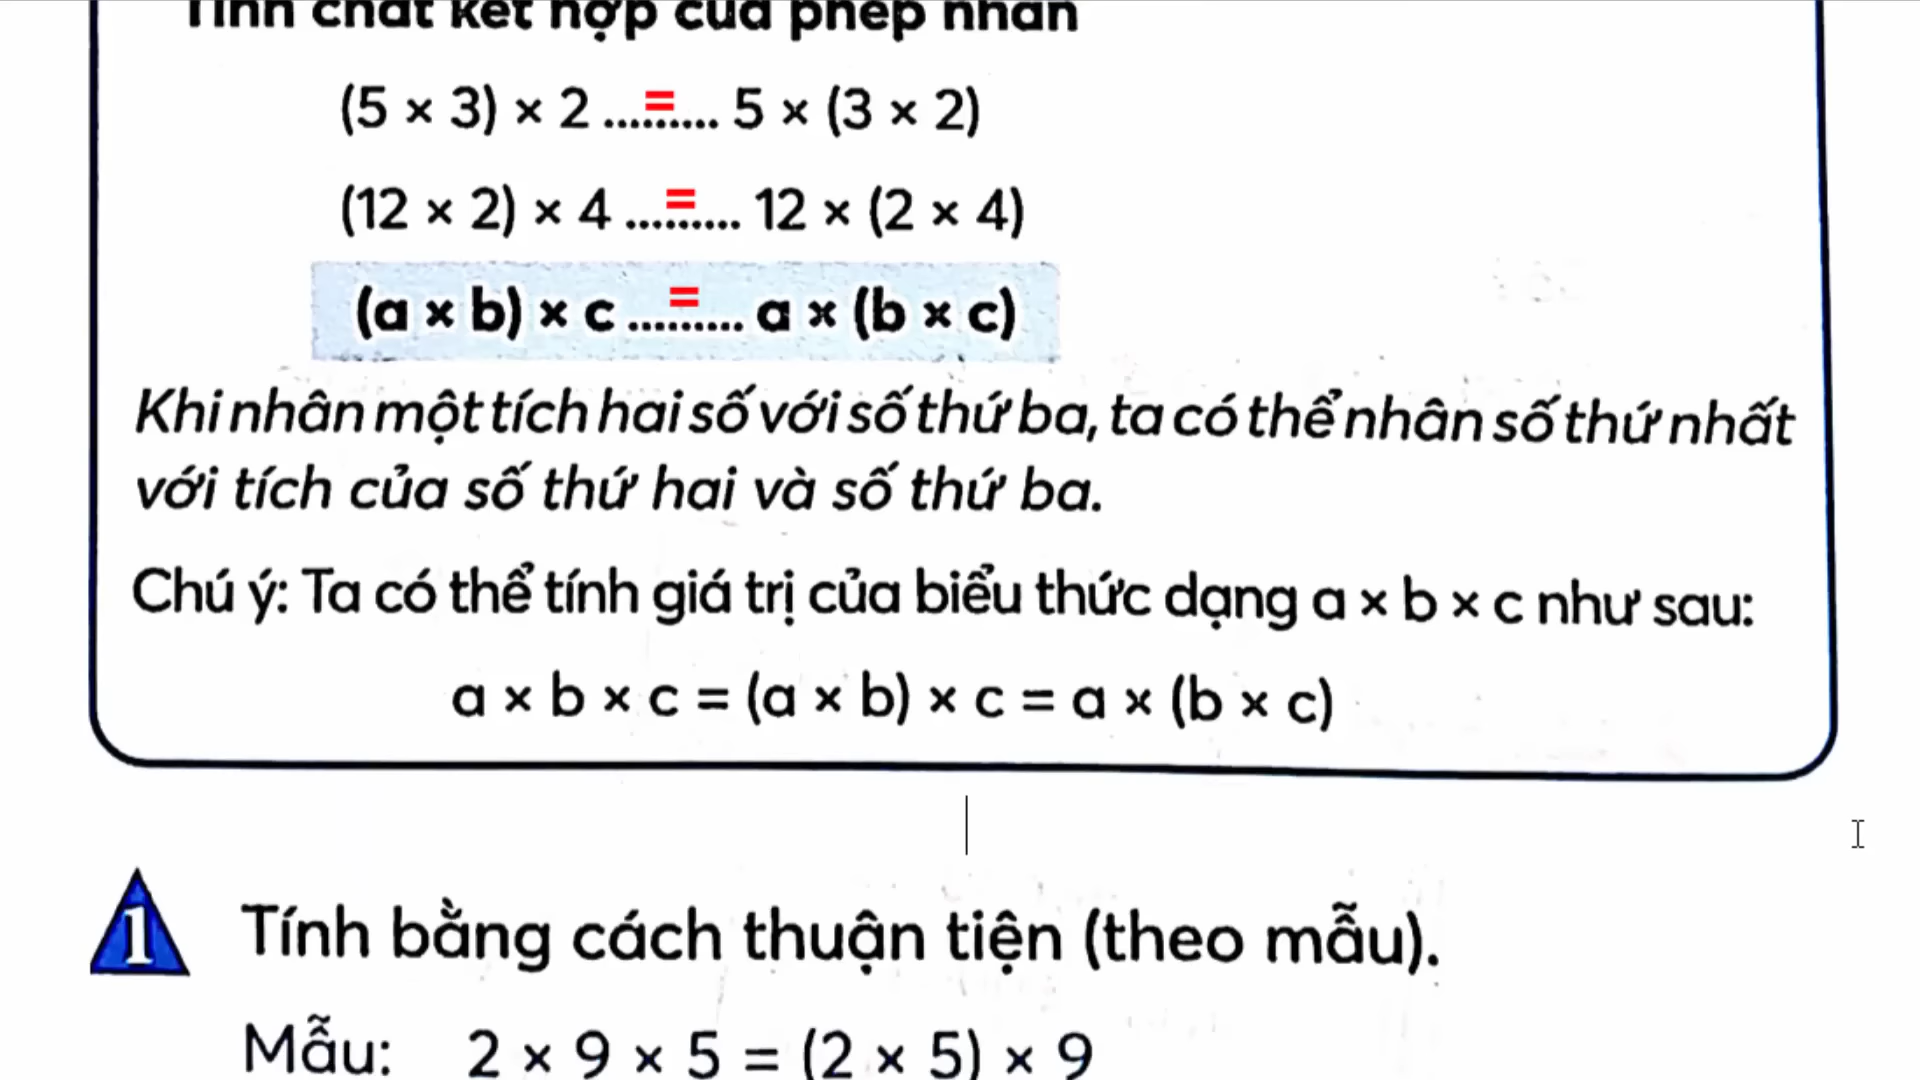 Tính chất kết hợp của phép nhân
(5 × 3) × 2 ....=.... 5 × (3 × 2)
(12 × 2) × 4 ....=.... 12 × (2 × 4)
(a × b) × c ....=.... a × (b × c)
Khi nhân một tích hai số với số thứ ba, ta có thể nhân số thứ nhất
với tích của số thứ hai và số thứ ba.
Chú ý: Ta có thể tính giá trị của biểu thức dạng a × b × c như sau:
a × b × c = (a × b) × c = a × (b × c)
1 Tính bằng cách thuận tiện (theo mẫu).
Mẫu: 2 × 9 × 5 = (2 × 5) × 9